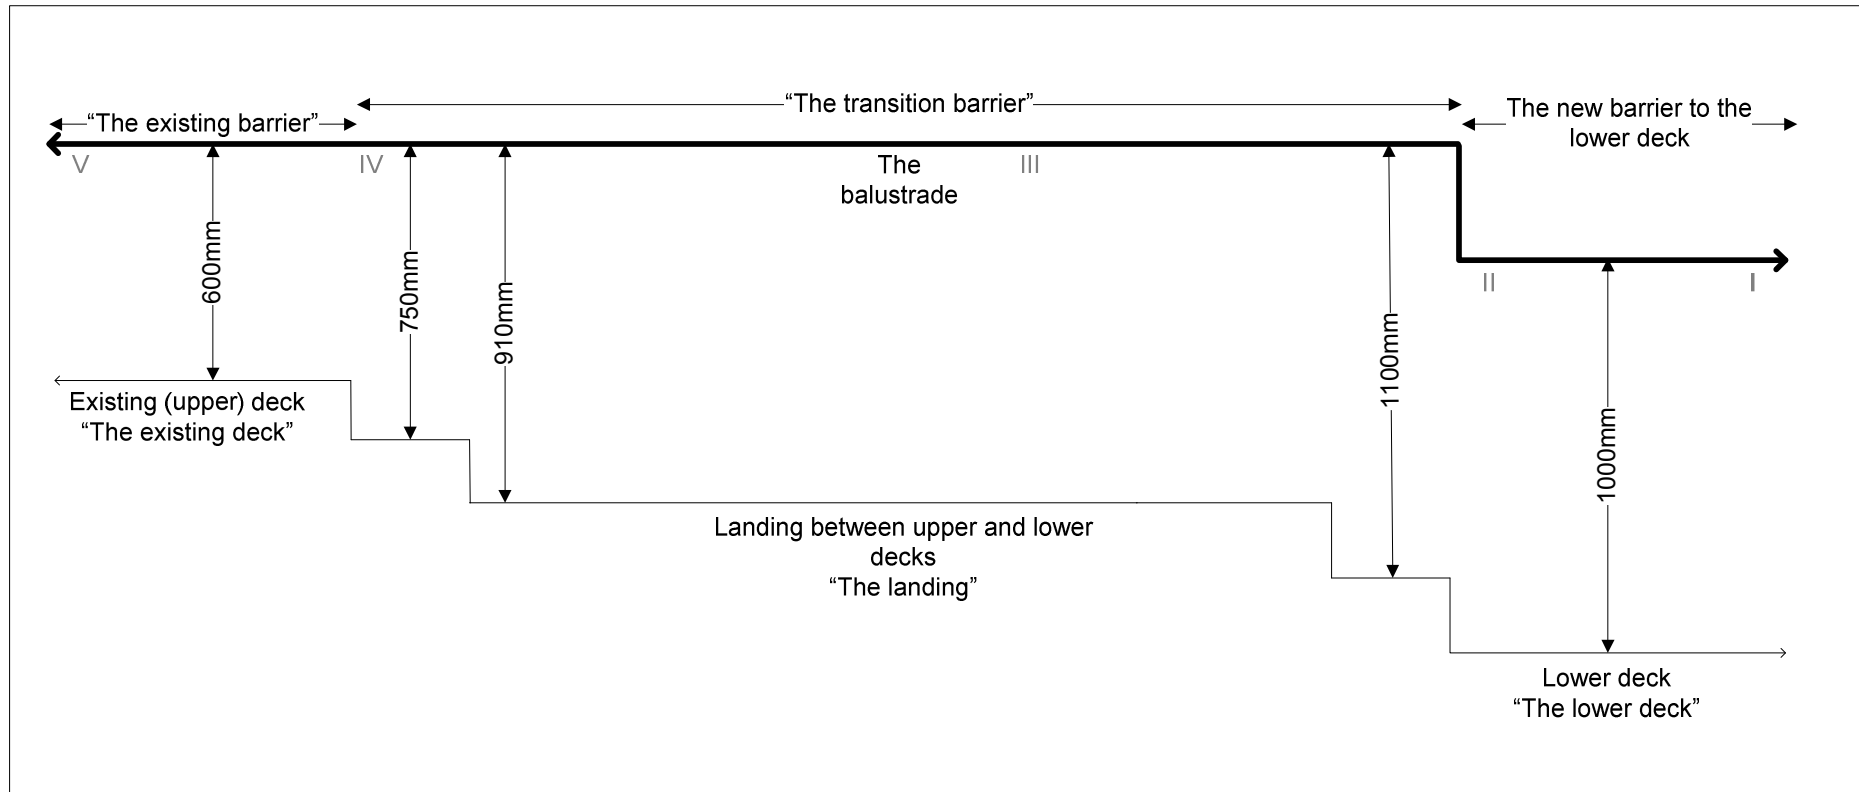 “The transition barrier”
“The existing barrier”
The new barrier to the
lower deck
V
IV
The
balustrade
III
II
I
600mm
750mm
910mm
1100mm
1000mm
Existing (upper) deck
“The existing deck”
Landing between upper and lower
decks
“The landing”
Lower deck
“The lower deck”